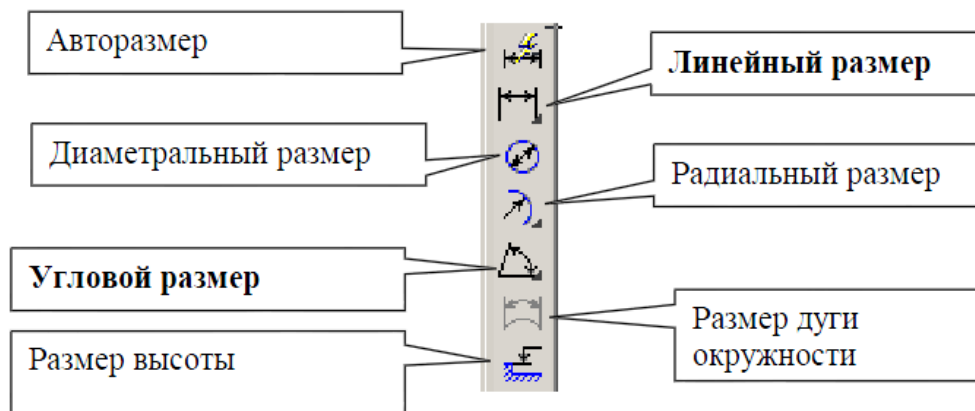 Авторазмер
Линейный размер
Диаметральный размер
Радиальный размер
Угловой размер
Размер дуги
окружности
Размер высоты